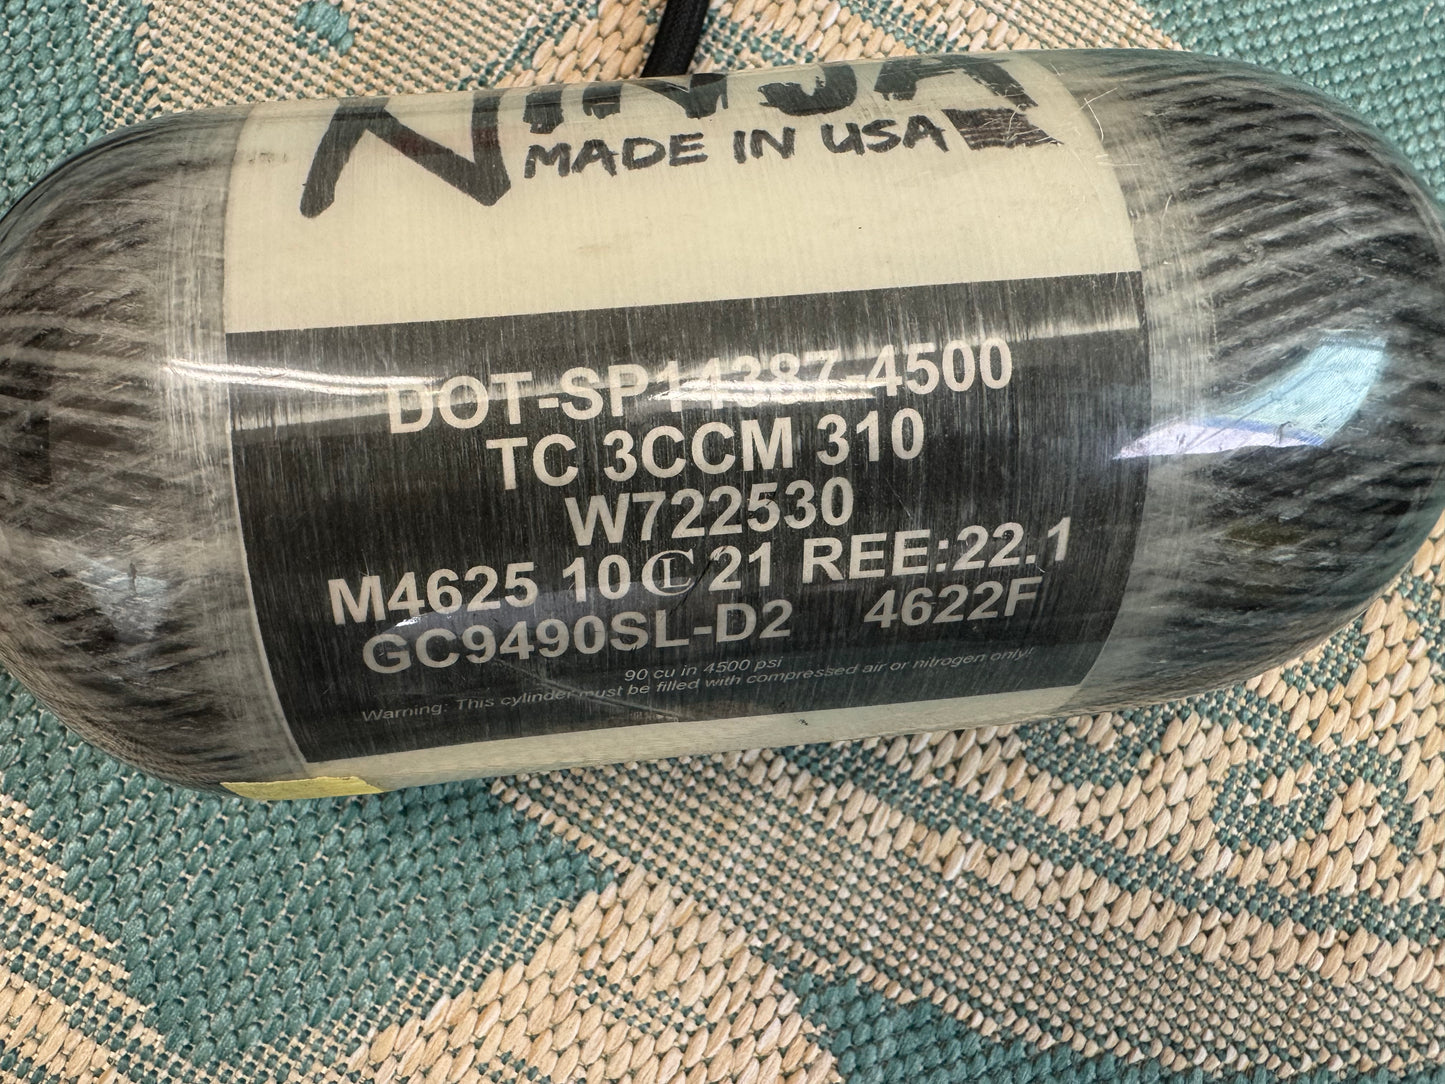 NINJA
MADE IN USA
DOT-SP14387-4500
TC 3CCM 310
W722530
M4625 10 CL 21 REE:22.1
GC9490SL-D2 4622F
90 cu in 4500 psi
Warning: This cylinder must be filled with compressed air or nitrogen only!